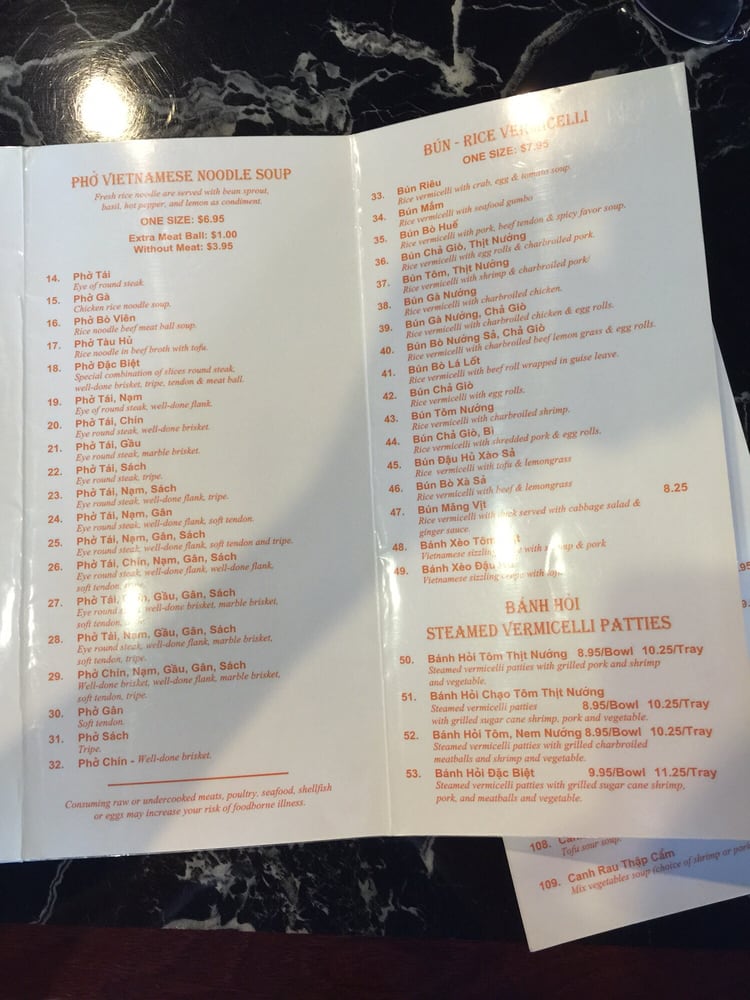 PHỞ VIETNAMESE NOODLE SOUP
Fresh rice noodle are served with bean sprout,
basil, hot pepper, and lemon as condiment.
ONE SIZE: $6.95
Extra Meat Ball: $1.00
Without Meat: $3.95
14. Phở Tái
Eye of round steak
15. Phở Gà
Chicken rice noodle soup.
16. Phở Bò Viên
Rice noodle beef meat ball soup.
17. Phở Tàu Hủ
Rice noodle in beef broth with tofu.
18. Phở Đặc Biệt
Special combination of slices round steak,
well-done brisket, tripe, tendon & meat ball.
19. Phở Tái, Nạm
Eye of round steak, well-done flank.
20. Phở Tái, Chín
Eye round steak, well-done brisket.
21. Phở Tái, Gầu
Eye round steak, marble brisket.
22. Phở Tái, Sách
Eye round steak, tripe.
23. Phở Tái, Nạm, Sách
Eye round steak, well-done flank, tripe.
24. Phở Tái, Nạm, Gân
Eye round steak, well-done flank, soft tendon.
25. Phở Tái, Nạm, Gân, Sách
Eye round steak, well-done flank, soft tendon and tripe.
26. Phở Tái, Chín, Nạm, Gân, Sách
Eye round steak, well-done flank, well-done flank,
soft tendon,
27. Phở Tái, Gầu, Gân, Sách
Eye round steak, well-done brisket, marble brisket,
soft tendon, tripe.
28. Phở Tái, Nạm, Gầu, Gân, Sách
Eye round steak, well-done flank, marble brisket,
soft tendon, tripe.
29. Phở Chín, Nạm, Gầu, Gân, Sách
Well-done brisket, well-done flank, marble brisket,
soft tendon, tripe.
30. Phở Gân
Soft tendon.
31. Phở Sách
Tripe.
32. Phở Chín - Well-done brisket.
Consuming raw or undercooked meats, poultry, seafood, shellfish
or eggs may increase your risk of foodborne illness.
BÚN - RICE VERMICELLI
ONE SIZE: $7.95
33. Bún Riêu
Rice vermicelli with crab, egg & tomato soup.
34. Bún Mắm
Rice vermicelli with seafood gumbo
35. Bún Bò Huế
Rice vermicelli with pork, beef tendon & spicy favor soup.
36. Bún Chả Giò, Thịt Nướng
Rice vermicelli with egg rolls & charbroiled pork.
37. Bún Tôm, Thịt Nướng
Rice vermicelli with shrimp & charbroiled pork/
38. Bún Gà Nướng
Rice vermicelli with charbroiled chicken.
39. Bún Gà Nướng, Chả Giò
Rice vermicelli with charbroiled chicken & egg rolls.
40. Bún Bò Nướng Sả, Chả Giò
Rice vermicelli with charbroiled beef lemon grass & egg rolls.
41. Bún Bò Lá Lốt
Rice vermicelli with beef roll wrapped in guise leave.
42. Bún Chả Giò
Rice vermicelli with egg rolls.
43. Bún Tôm Nướng
Rice vermicelli with charbroiled shrimp.
44. Bún Chả Giò, Bì
Rice vermicelli with shredded pork & egg rolls.
45. Bún Đậu Hủ Xào Sả
Rice vermicelli with tofu & lemongrass
46. Bún Bò Xà Sả
Rice vermicelli with beef & lemongrass
47. Bún Măng Vịt 8.25
Rice vermicelli with duck served with cabbage salad &
ginger sauce.
48. Bánh Xèo Tôm
Vietnamese sizzling with shrimp & pork
49. Bánh Xèo Đậu
Vietnamese sizzling crepe with tofu
BÁNH HỎI
STEAMED VERMICELLI PATTIES
50. Bánh Hỏi Tôm Thịt Nướng 8.95/Bowl 10.25/Tray
Steamed vermicelli patties with grilled pork and shrimp
and vegetable.
51. Bánh Hỏi Chạo Tôm Thịt Nướng
Steamed vermicelli patties 8.95/Bowl 10.25/Tray
with grilled sugar cane shrimp, pork and vegetable.
52. Bánh Hỏi Tôm, Nem Nướng 8.95/Bowl 10.25/Tray
Steamed vermicelli patties with grilled charbroiled
meatballs and shrimp and vegetable.
53. Bánh Hỏi Đặc Biệt 9.95/Bowl 11.25/Tray
Steamed vermicelli patties with grilled sugar cane shrimp,
pork, and meatballs and vegetable.
108.
Tofu sour soup.
109. Canh Rau Thập Cẩm
Mix vegetables soup (choice of shrimp or pork